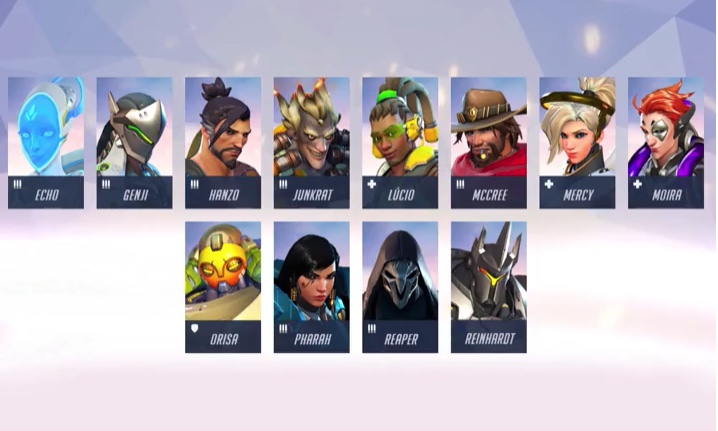 ECHO
GENJI
HANZO
JUNKRAT
LÚCIO
MCCREE
MERCY
MOIRA
ORISA
PHARAH
REAPER
REINHARDT